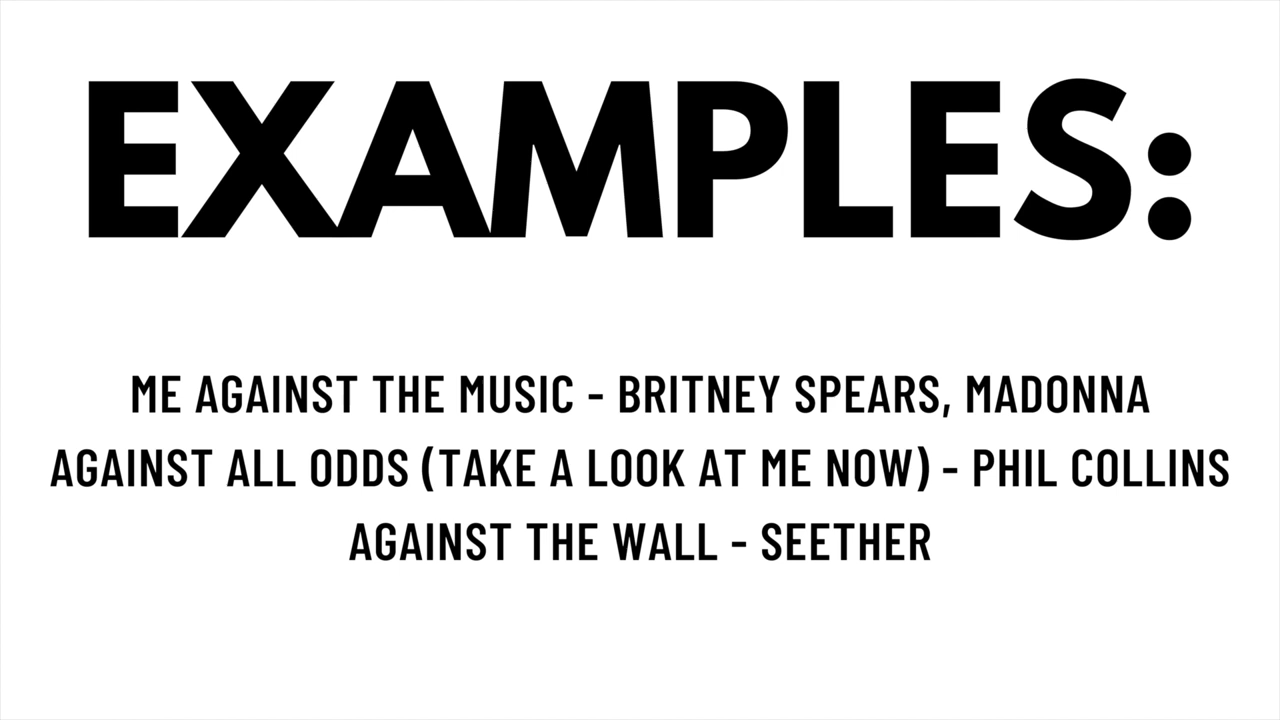 EXAMPLES:
ME AGAINST THE MUSIC - BRITNEY SPEARS, MADONNA
AGAINST ALL ODDS (TAKE A LOOK AT ME NOW) - PHIL COLLINS
AGAINST THE WALL - SEETHER